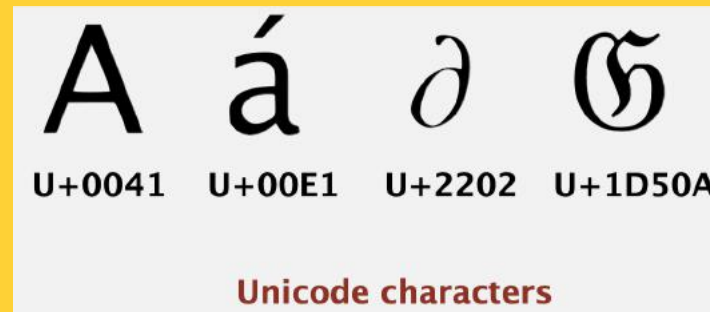 A á ∂ 𝔊
U+0041 U+00E1 U+2202 U+1D50A
Unicode characters